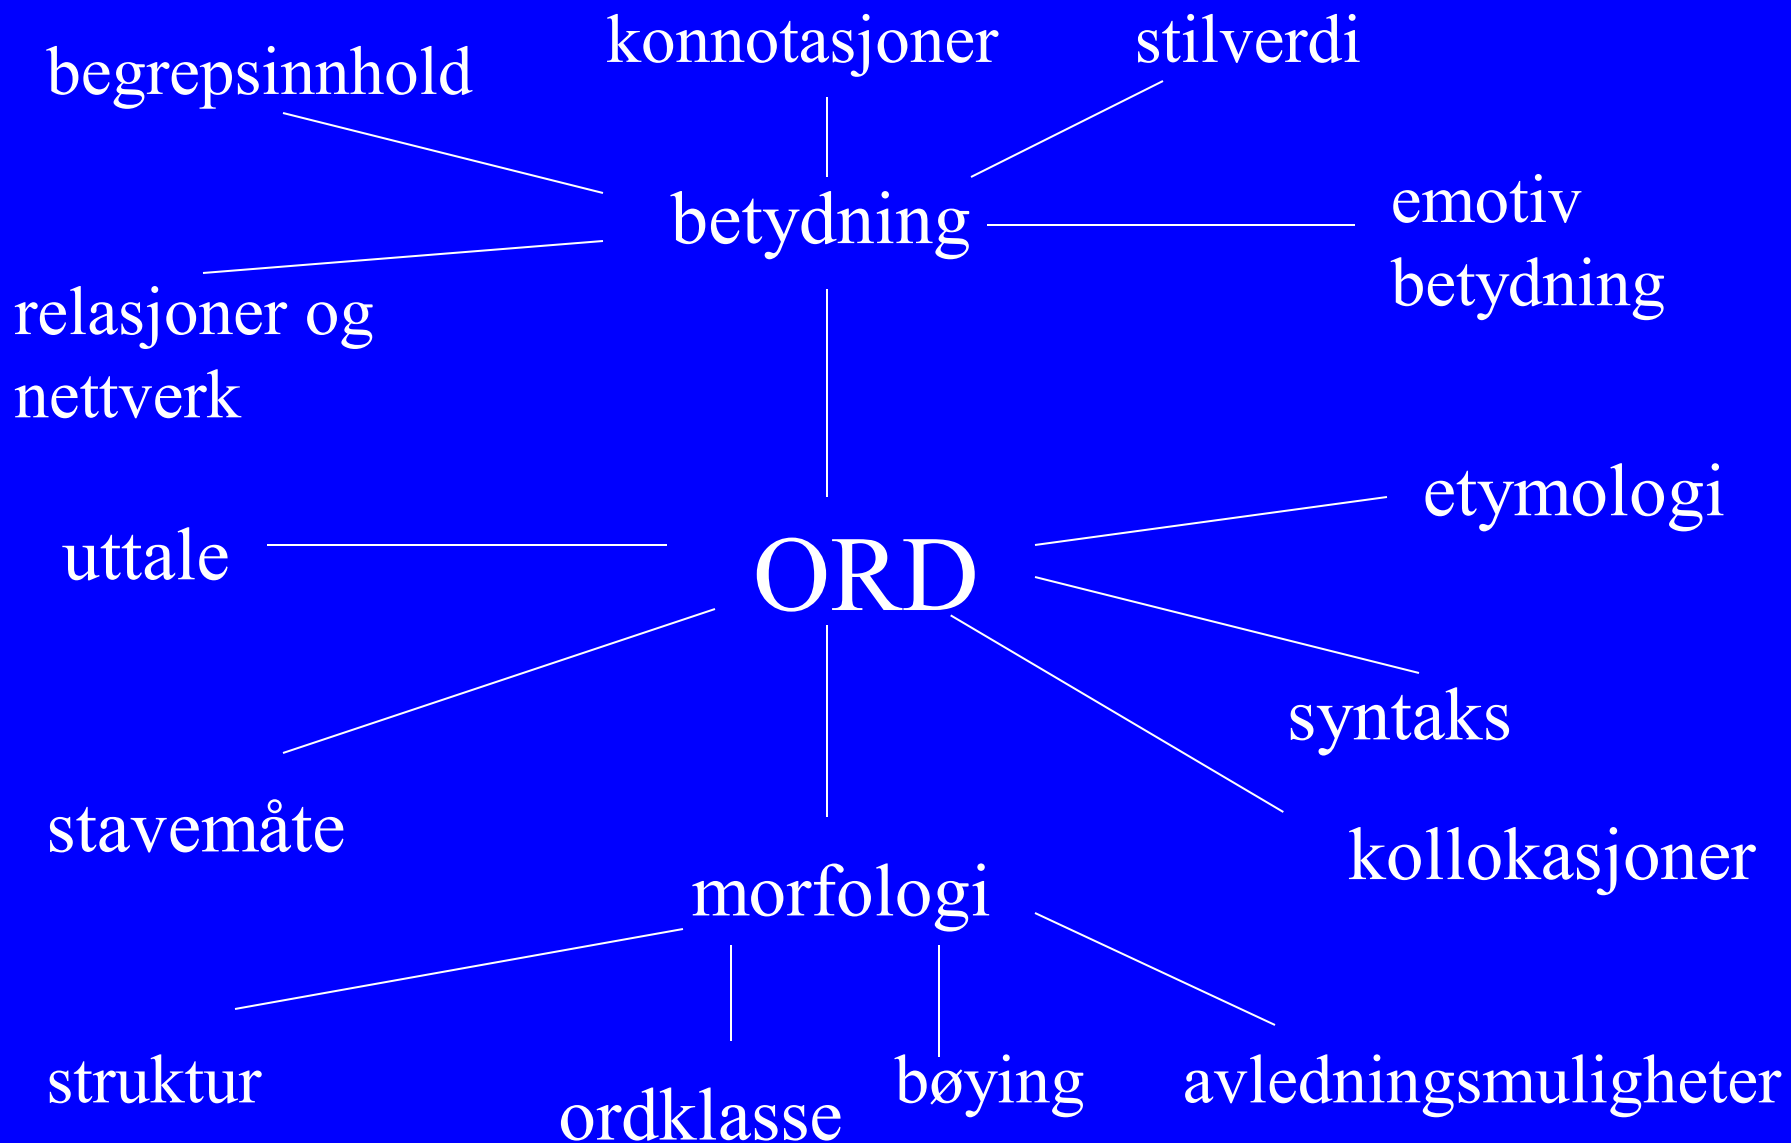 konnotasjoner
stilverdi
begrepsinnhold
betydning
emotiv
betydning
relasjoner og
nettverk
etymologi
uttale
ORD
syntaks
stavemåte
kollokasjoner
morfologi
struktur
ordklasse
bøying
avledningsmuligheter